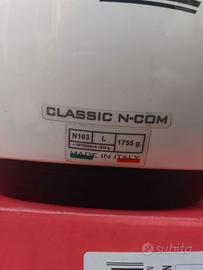 CLASSIC N-COM
N103 L 1755 g.
MADE IN ITALY
subito